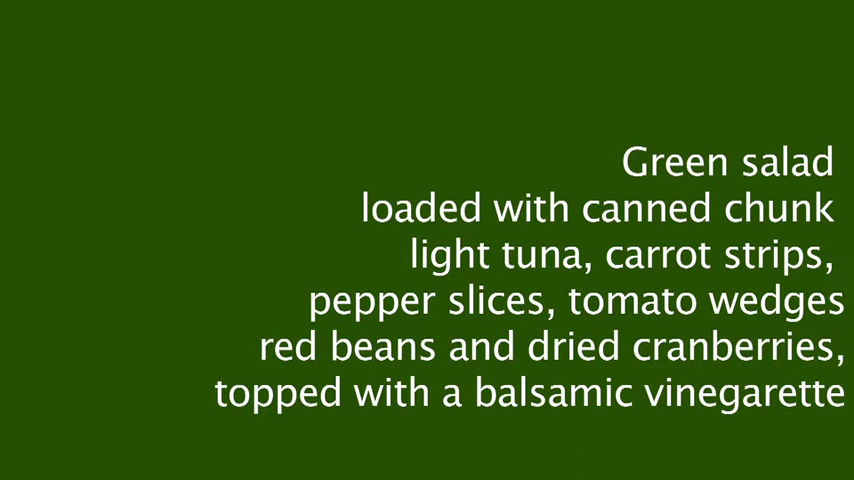 Green salad
loaded with canned chunk
light tuna, carrot strips,
pepper slices, tomato wedges
red beans and dried cranberries,
topped with a balsamic vinegarette